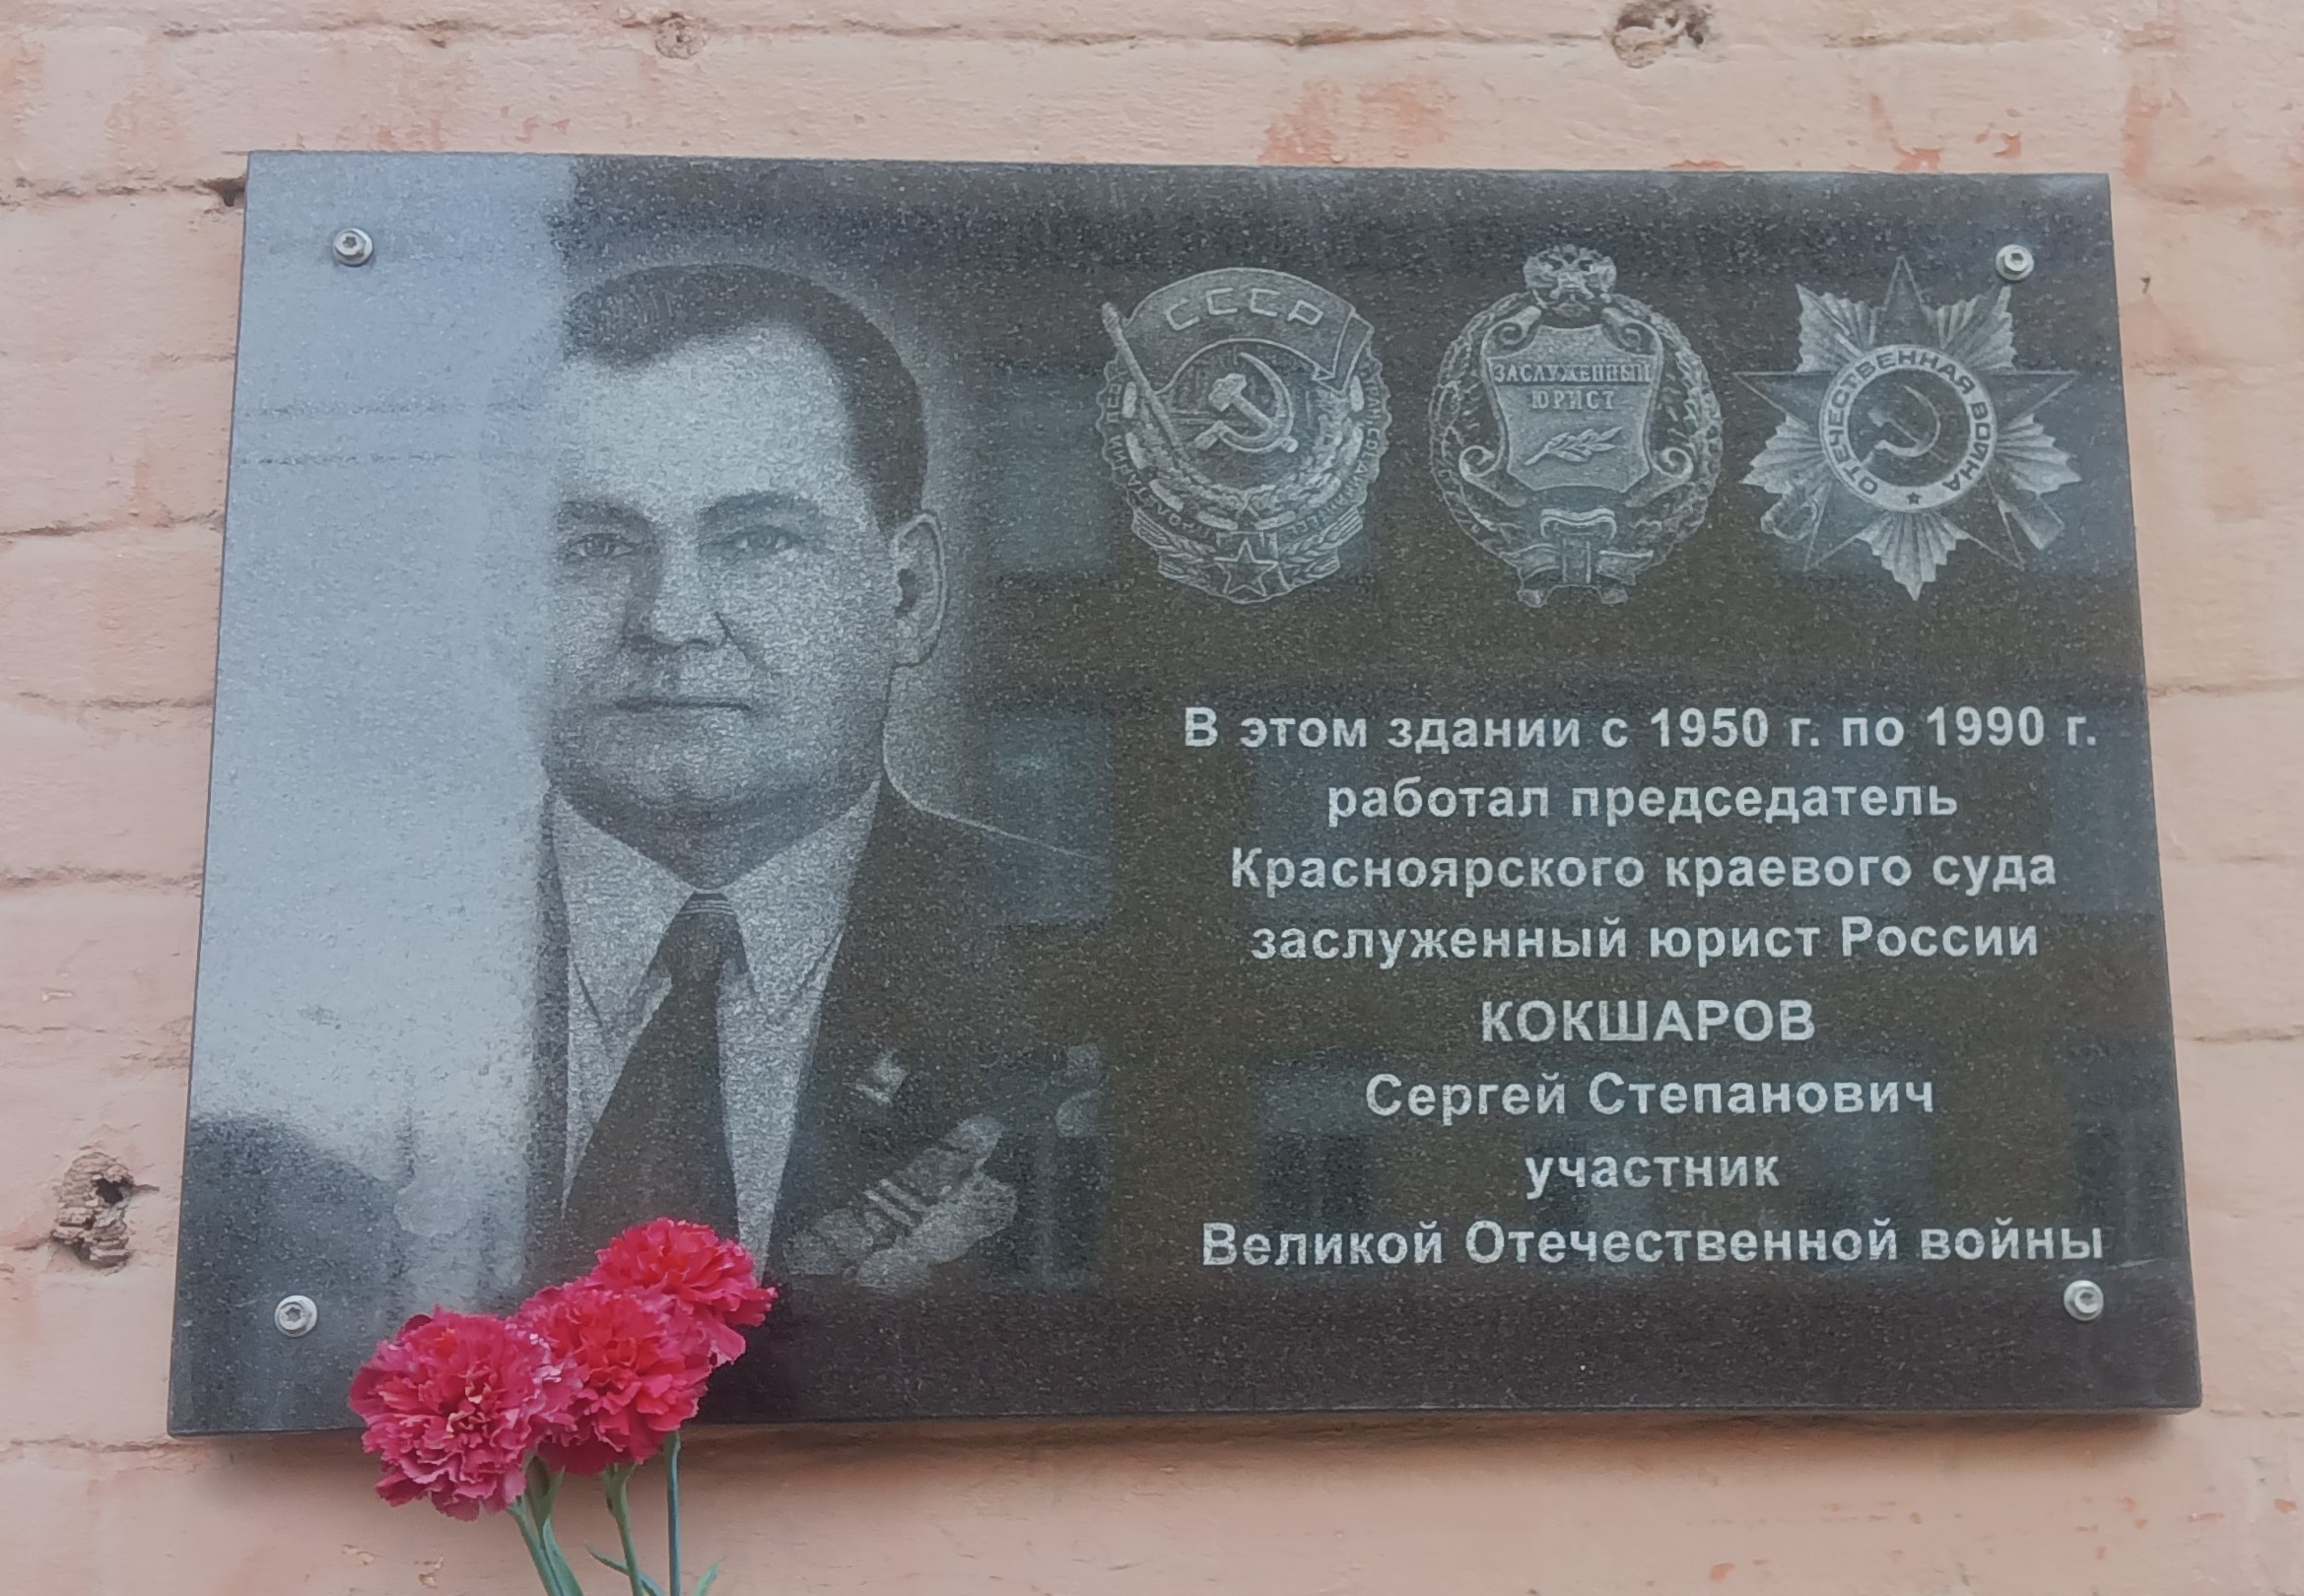 СССР
ЗАСЛУЖЕННЫЙ
ЮРИСТ
ОТЕЧЕСТВЕННАЯ ВОЙНА
В этом здании с 1950 г. по 1990 г.
работал председатель
Красноярского краевого суда
заслуженный юрист России
КОКШАРОВ
Сергей Степанович
участник
Великой Отечественной войны